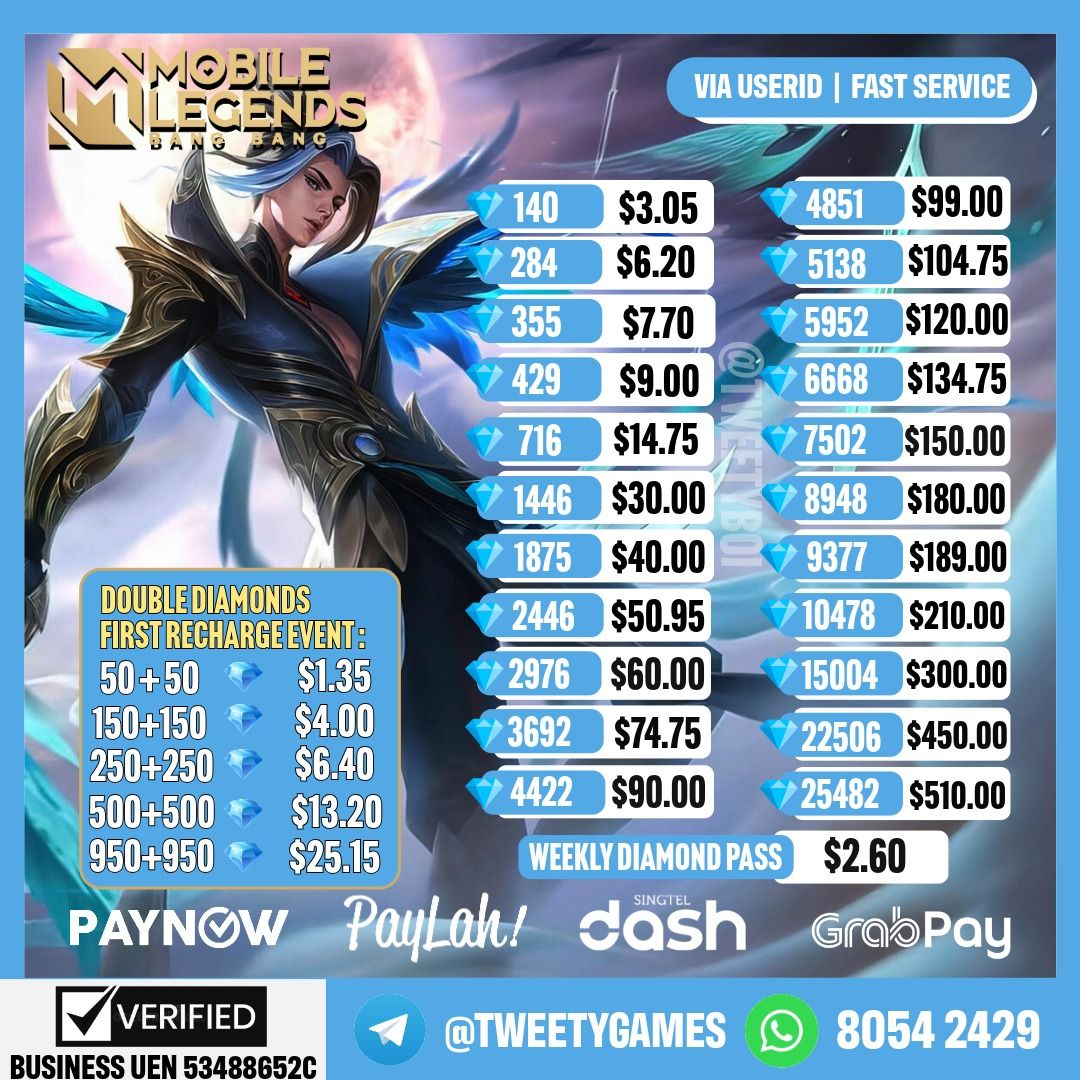 MOBILE
LEGENDS
BANG BANG
VIA USERID | FAST SERVICE
140 $3.05
284 $6.20
355 $7.70
429 $9.00
716 $14.75
1446 $30.00
1875 $40.00
2446 $50.95
2976 $60.00
3692 $74.75
4422 $90.00
4851 $99.00
5138 $104.75
5952 $120.00
6668 $134.75
7502 $150.00
8948 $180.00
9377 $189.00
10478 $210.00
15004 $300.00
22506 $450.00
25482 $510.00
@TWEETYBOI
DOUBLE DIAMONDS
FIRST RECHARGE EVENT :
50+50 $1.35
150+150 $4.00
250+250 $6.40
500+500 $13.20
950+950 $25.15
WEEKLY DIAMOND PASS $2.60
PAYNOW
PayLah!
SINGTEL
dash
GrabPay
VERIFIED
BUSINESS UEN 53488652C
@TWEETYGAMES
8054 2429